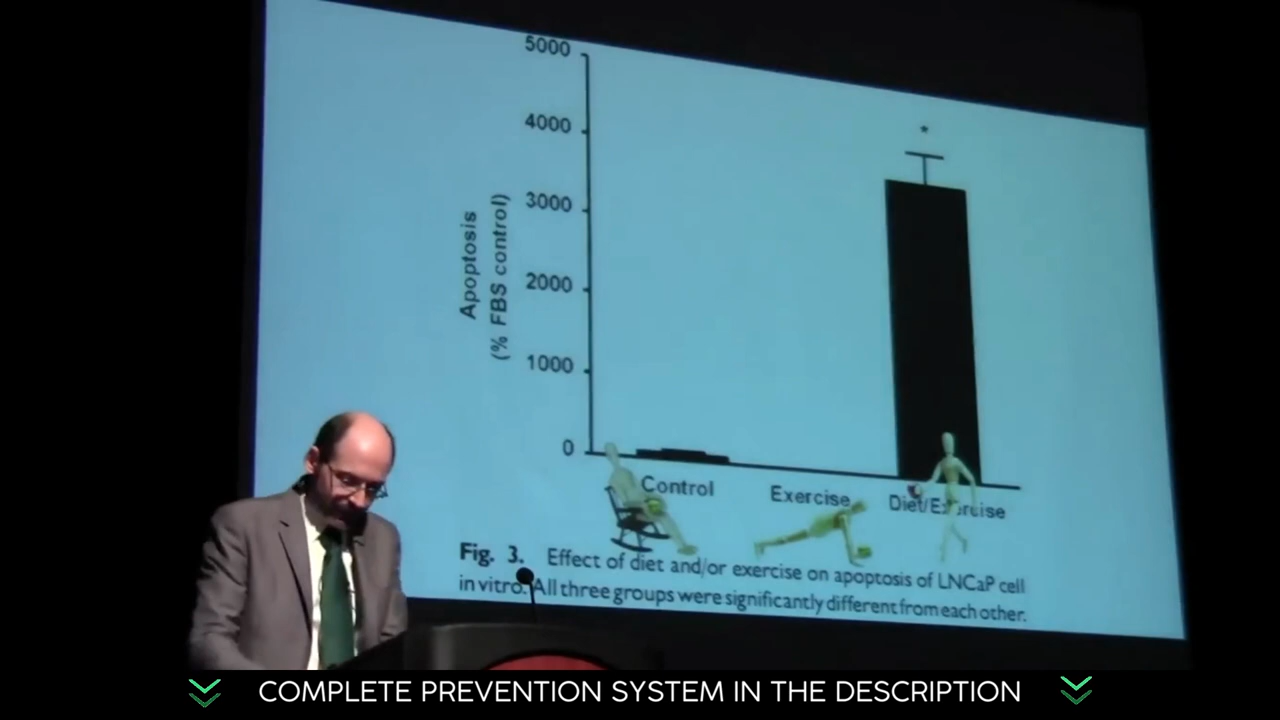 5000
4000
3000
2000
1000
0
Apoptosis
(% FBS control)
*
Control
Exercise
Diet/Exercise
Fig. 3. Effect of diet and/or exercise on apoptosis of LNCaP cell
in vitro. All three groups were significantly different from each other.
COMPLETE PREVENTION SYSTEM IN THE DESCRIPTION